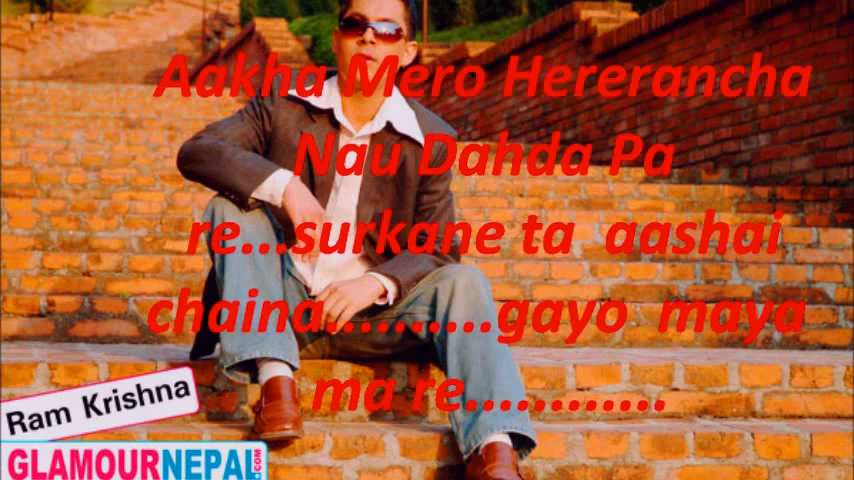 Aakha Mero Hererancha
Nau Dahda Pa
re...surkane ta aashai
chaina..........gayo maya
ma re............
Ram Krishna
GLAMOURNEPAL.COM